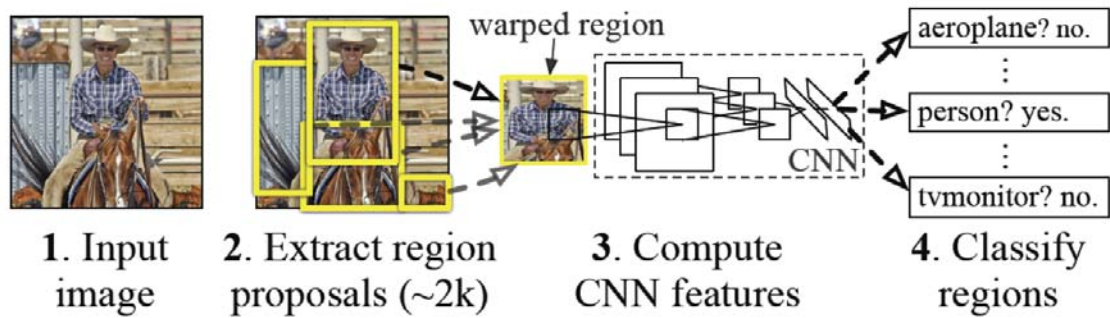 warped region
aeroplane? no.
person? yes.
CNN
tvmonitor? no.
1. Input
image
2. Extract region
proposals (~2k)
3. Compute
CNN features
4. Classify
regions